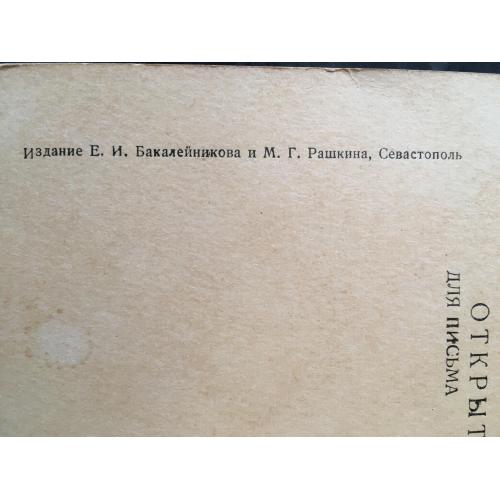 Издание Е. И. Бакалейникова и М. Г. Рашкина, Севастополь
ОТКРЫТ
ДЛЯ ПИСЬМА